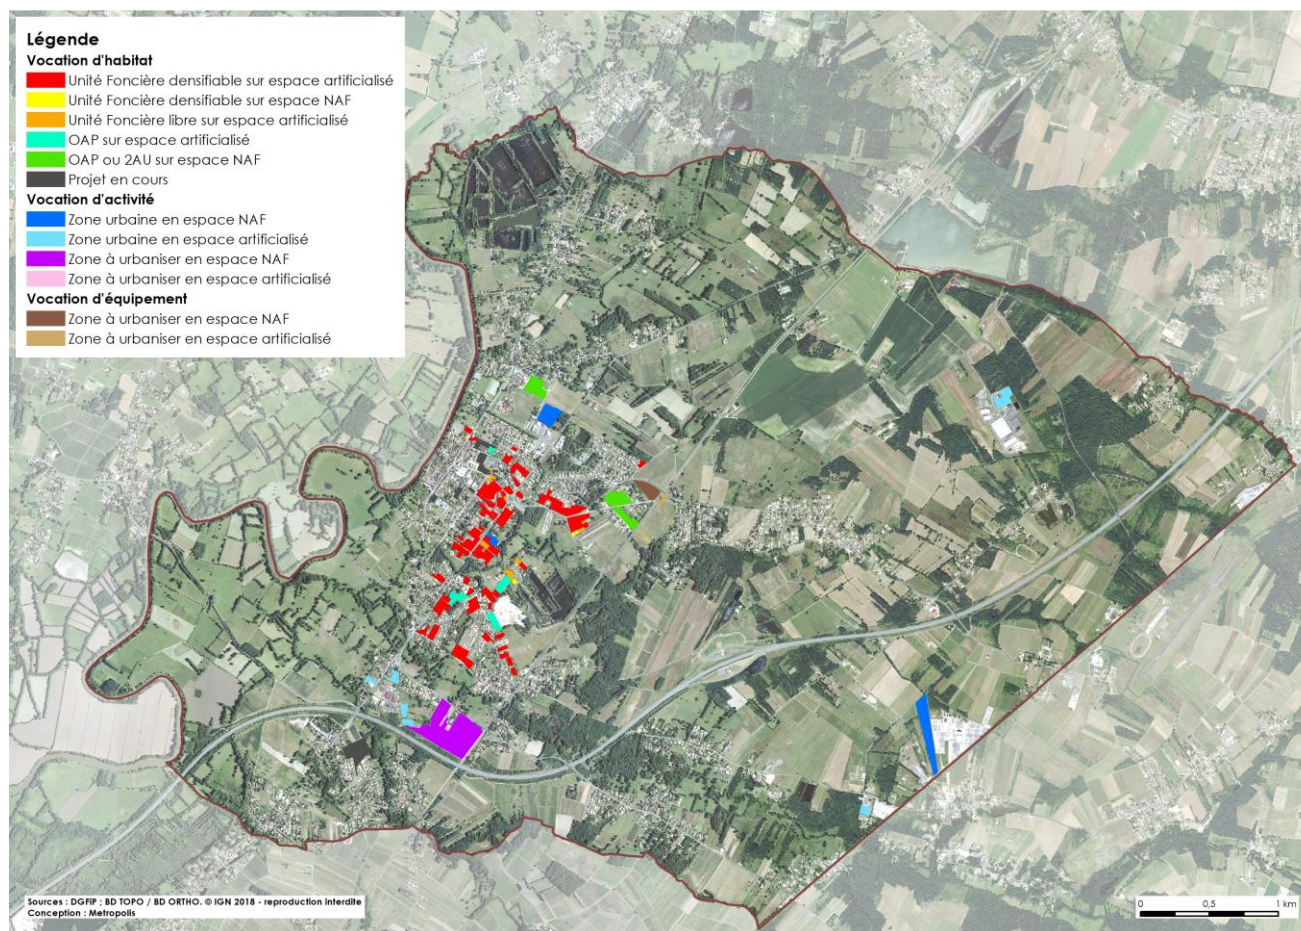 Légende
Vocation d'habitat
Unité Foncière densifiable sur espace artificialisé
Unité Foncière densifiable sur espace NAF
Unité Foncière libre sur espace artificialisé
OAP sur espace artificialisé
OAP ou 2AU sur espace NAF
Projet en cours
Vocation d'activité
Zone urbaine en espace NAF
Zone urbaine en espace artificialisé
Zone à urbaniser en espace NAF
Zone à urbaniser en espace artificialisé
Vocation d'équipement
Zone à urbaniser en espace NAF
Zone à urbaniser en espace artificialisé
Sources : DGFiP ; BD TOPO / BD ORTHO. © IGN 2018 - reproduction interdite
Conception : Metropolis
0 0,5 1 km